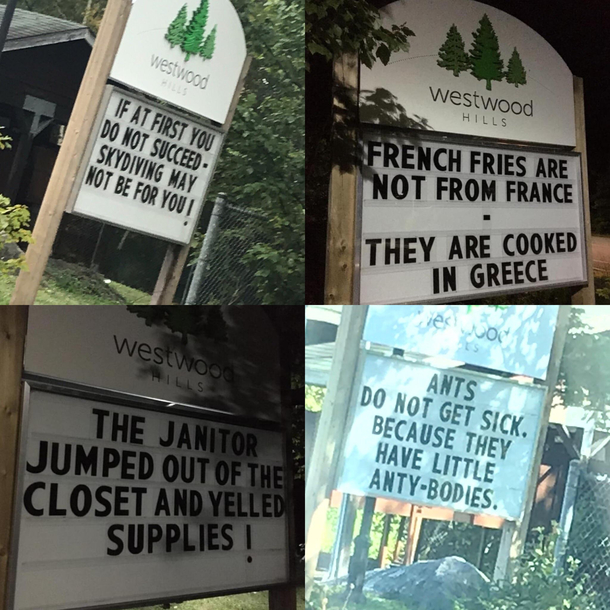 westwood
HILLS
IF AT FIRST YOU
DO NOT SUCCEED -
SKYDIVING MAY
NOT BE FOR YOU !
westwood
HILLS
FRENCH FRIES ARE
NOT FROM FRANCE
-
THEY ARE COOKED
IN GREECE
westwood
HILLS
THE JANITOR
JUMPED OUT OF THE
CLOSET AND YELLED
SUPPLIES !
westwood
ANTS
DO NOT GET SICK.
BECAUSE THEY
HAVE LITTLE
ANTY-BODIES.